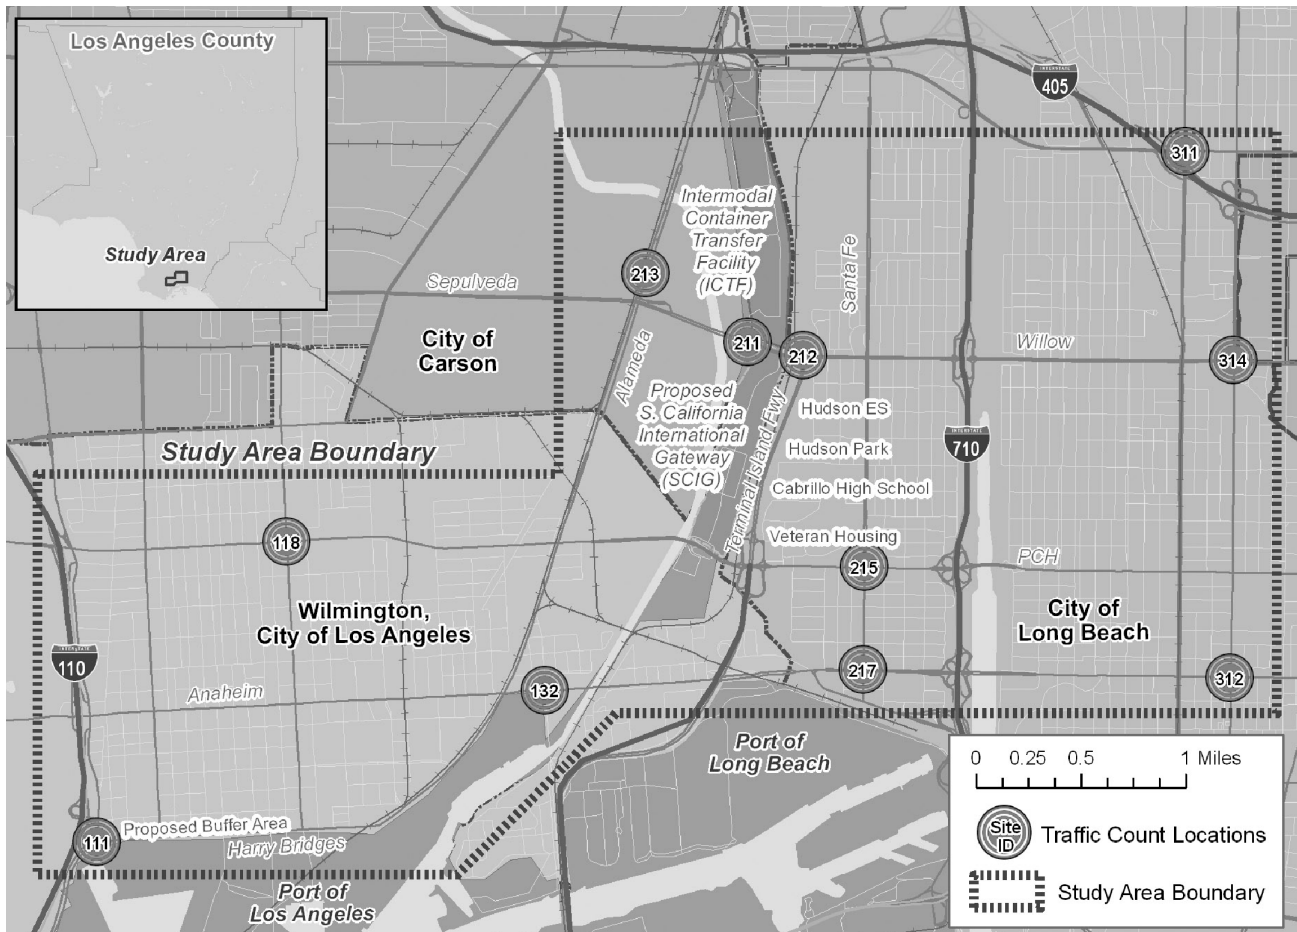 Los Angeles County
Study Area
INTERSTATE
405
311
Intermodal
Container
Transfer
Facility
(ICTF)
213
Sepulveda
Santa Fe
City of
Carson
Alameda
211
212
Willow
314
Proposed
S. California
International
Gateway
(SCIG)
Terminal Island Fwy
Hudson ES
Hudson Park
Cabrillo High School
Veteran Housing
INTERSTATE
710
Study Area Boundary
118
215
PCH
Wilmington,
City of Los Angeles
City of
Long Beach
INTERSTATE
110
Anaheim
132
217
312
Port of
Long Beach
111
Proposed Buffer Area
Harry Bridges
Port of
Los Angeles
0 0.25 0.5 1 Miles
Site
ID
Traffic Count Locations
Study Area Boundary